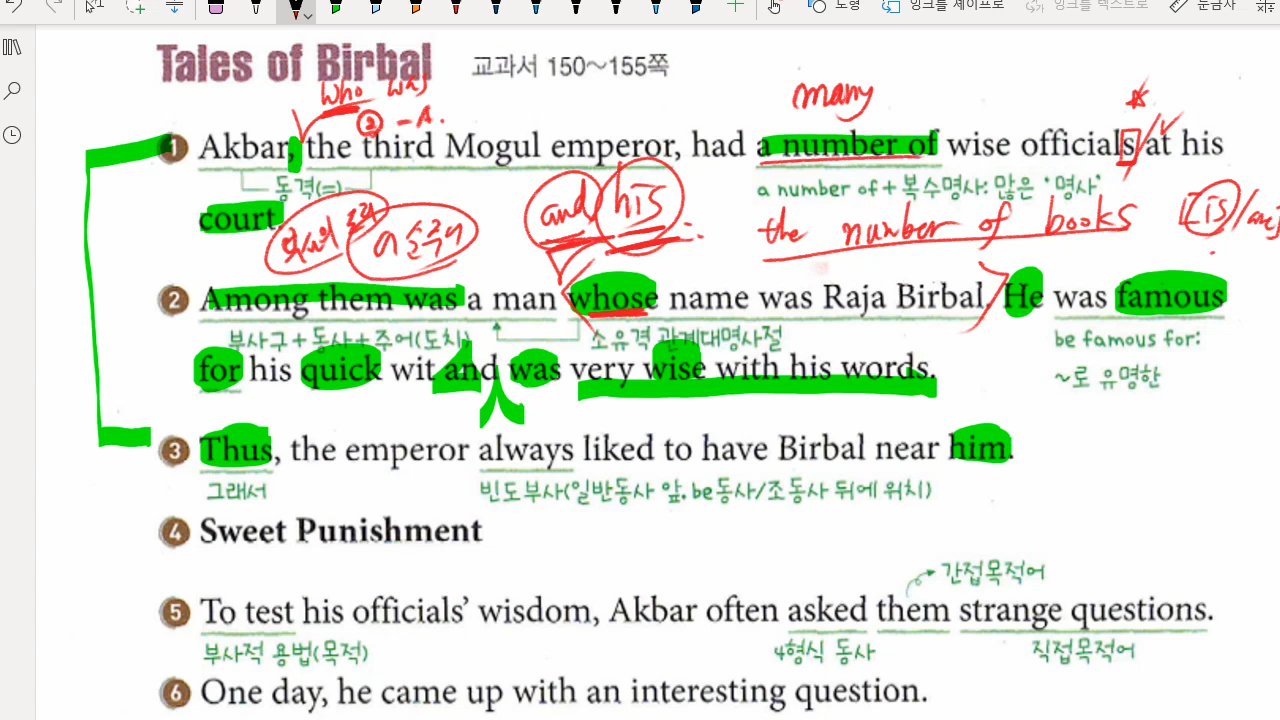 도형
잉크를 셰이프로
잉크를 텍스트로
눈금자
Tales of Birbal 교과서 150~155쪽
who was
② -A.
many
① Akbar, the third Mogul emperor, had a number of wise officials at his
동격(=)
a number of + 복수명사: 많은 '명사'
court.
and his
the number of books [is/are]
② Among them was a man whose name was Raja Birbal. He was famous
부사구+동사+주어(도치)
소유격 관계대명사절
be famous for:
for his quick wit and was very wise with his words.
~로 유명한
③ Thus, the emperor always liked to have Birbal near him.
그래서
빈도부사(일반동사 앞, be동사/조동사 뒤에 위치)
④ Sweet Punishment
간접목적어
⑤ To test his officials' wisdom, Akbar often asked them strange questions.
부사적 용법(목적)
4형식 동사
직접목적어
⑥ One day, he came up with an interesting question.